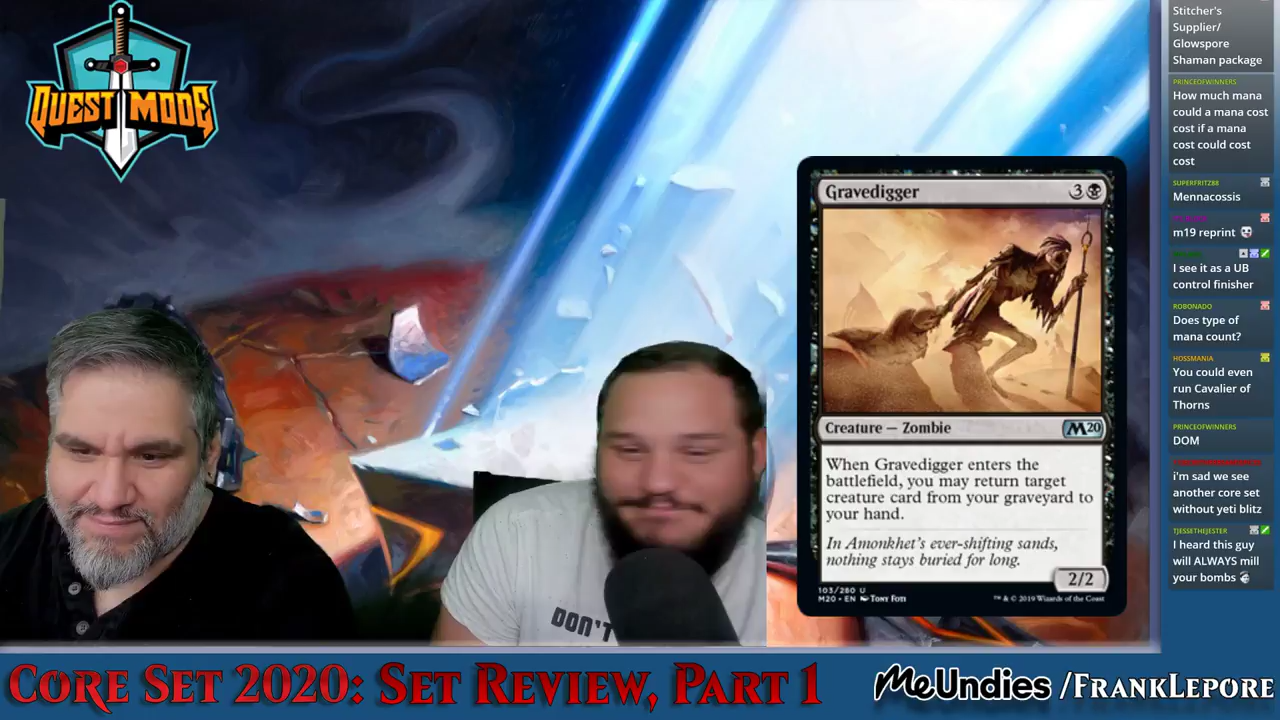 QUEST MODE
Gravedigger 3
Creature — Zombie
M20
When Gravedigger enters the
battlefield, you may return target
creature card from your graveyard to
your hand.
In Amonkhet's ever-shifting sands,
nothing stays buried for long.
2/2
103/280 U
M20 • EN Tony Foti
™ & © 2019 Wizards of the Coast
DON'T
Stitcher's
Supplier/
Glowspore
Shaman package
PRINCEOFWINNERS
How much mana
could a mana cost
cost if a mana
cost could cost
cost
SUPERFRITZ88
Mennacossis
m19 reprint
I see it as a UB
control finisher
ROBONADO
Does type of
mana count?
HOSSMANIA
You could even
run Cavalier of
Thorns
PRINCEOFWINNERS
DOM
i'm sad we see
another core set
without yeti blitz
TJESSETHEJESTER
I heard this guy
will ALWAYS mill
your bombs
Core Set 2020: Set Review, Part 1
MeUndies /FrankLepore